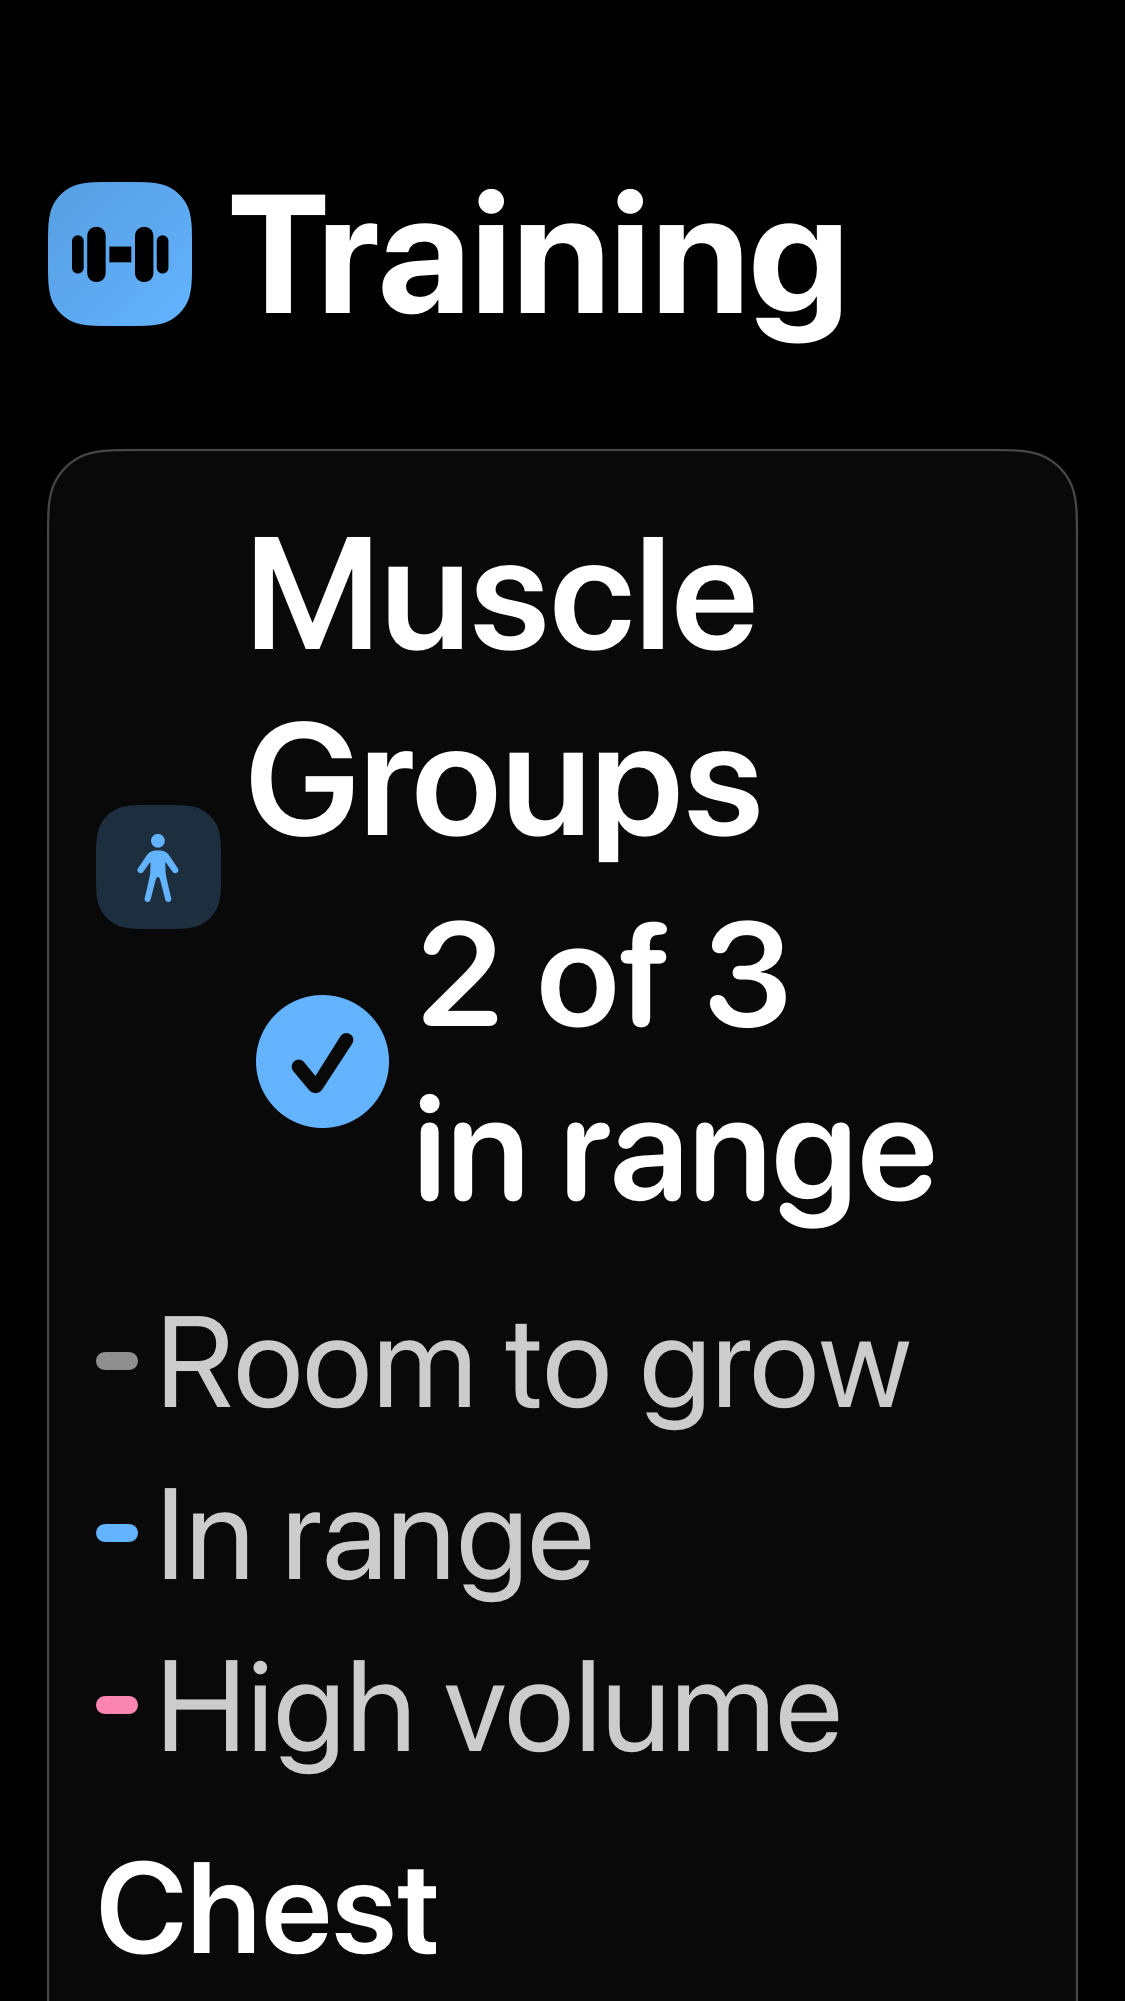 Training
Muscle
Groups
2 of 3
in range
Room to grow
In range
High volume
Chest